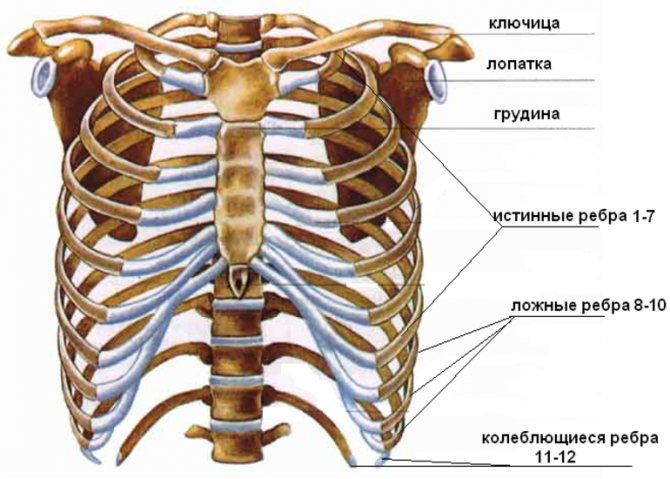 ключица
лопатка
грудина
истинные ребра 1-7
ложные ребра 8-10
колеблющиеся ребра
11-12